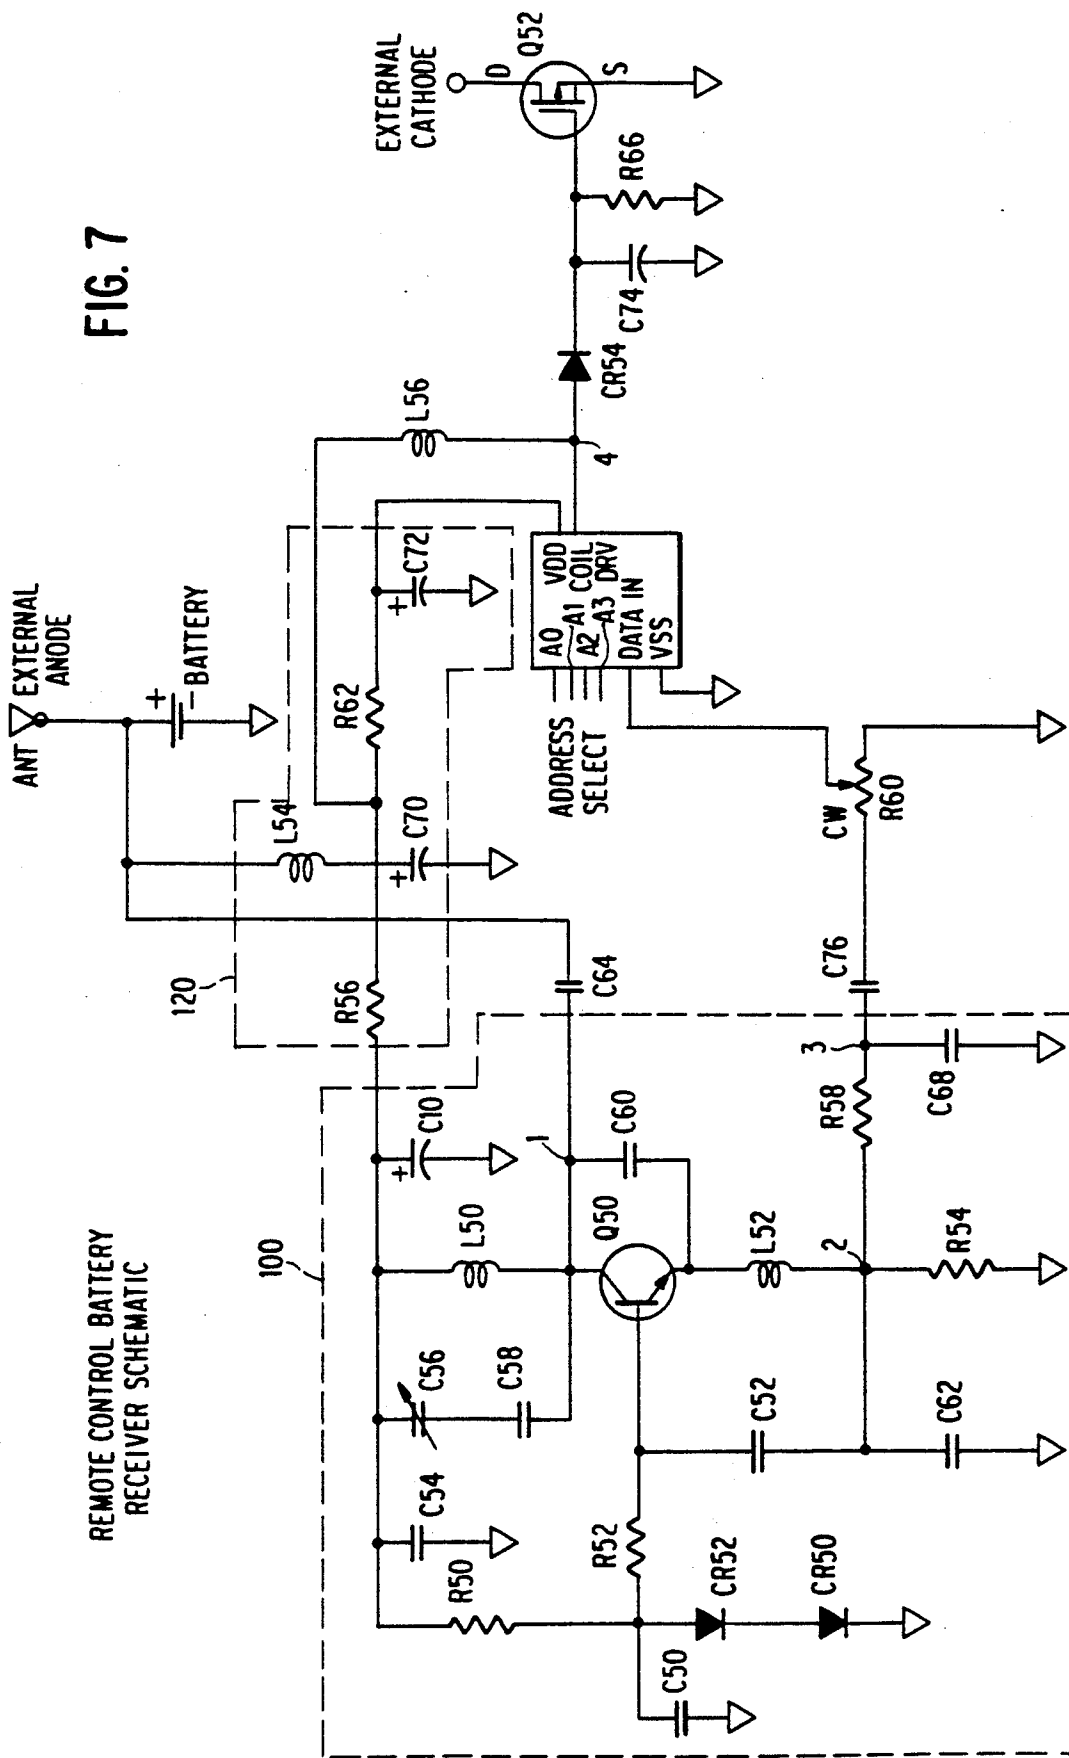 FIG. 7
REMOTE CONTROL BATTERY
RECEIVER SCHEMATIC
ANT
EXTERNAL
ANODE
+
-
BATTERY
EXTERNAL
CATHODE
D
Q52
S
120
L54
R56
+
C70
R62
+
C72
L56
100
C54
C56
C58
L50
+
C10
R50
1
C60
C64
Q50
ADDRESS
SELECT
A0
A1
A2
A3
DATA IN
VSS
VDD
COIL
DRV
4
CR54
C74
R66
R52
C50
CR52
CR50
C52
C62
L52
2
R54
R58
3
C68
C76
CW
R60